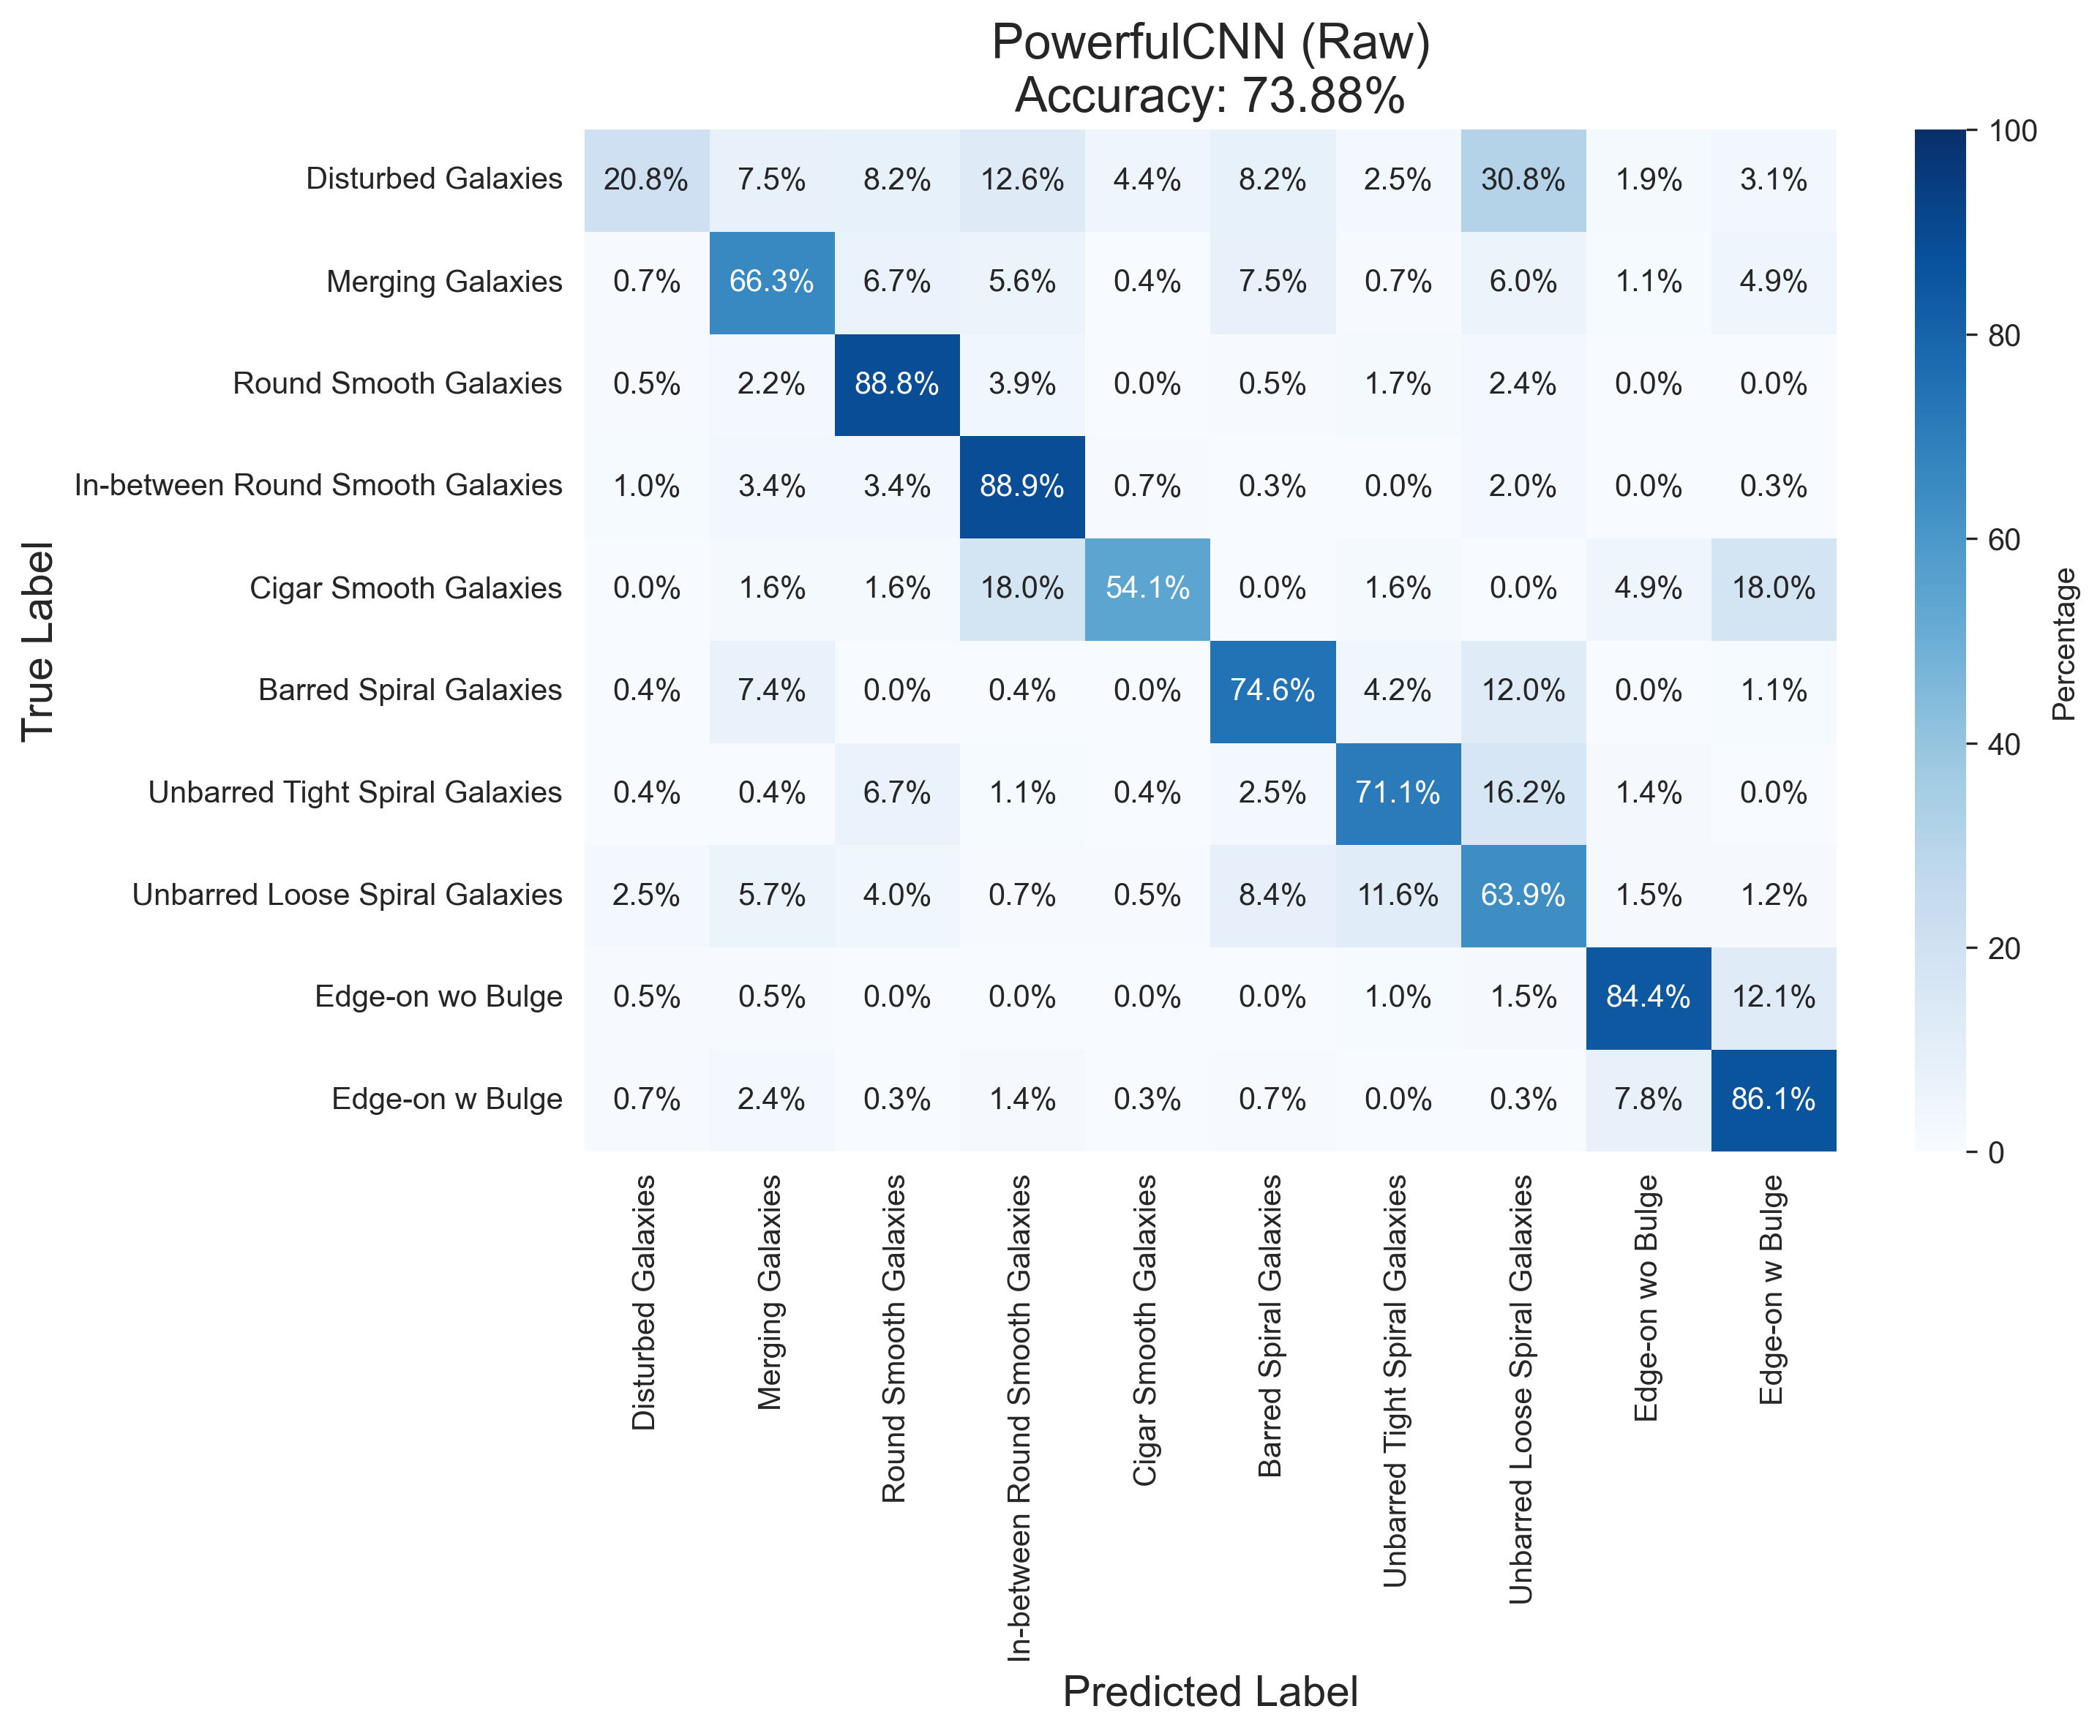 PowerfulCNN (Raw)
Accuracy: 73.88%
True Label
Disturbed Galaxies 20.8% 7.5% 8.2% 12.6% 4.4% 8.2% 2.5% 30.8% 1.9% 3.1%
Merging Galaxies 0.7% 66.3% 6.7% 5.6% 0.4% 7.5% 0.7% 6.0% 1.1% 4.9%
Round Smooth Galaxies 0.5% 2.2% 88.8% 3.9% 0.0% 0.5% 1.7% 2.4% 0.0% 0.0%
In-between Round Smooth Galaxies 1.0% 3.4% 3.4% 88.9% 0.7% 0.3% 0.0% 2.0% 0.0% 0.3%
Cigar Smooth Galaxies 0.0% 1.6% 1.6% 18.0% 54.1% 0.0% 1.6% 0.0% 4.9% 18.0%
Barred Spiral Galaxies 0.4% 7.4% 0.0% 0.4% 0.0% 74.6% 4.2% 12.0% 0.0% 1.1%
Unbarred Tight Spiral Galaxies 0.4% 0.4% 6.7% 1.1% 0.4% 2.5% 71.1% 16.2% 1.4% 0.0%
Unbarred Loose Spiral Galaxies 2.5% 5.7% 4.0% 0.7% 0.5% 8.4% 11.6% 63.9% 1.5% 1.2%
Edge-on wo Bulge 0.5% 0.5% 0.0% 0.0% 0.0% 0.0% 1.0% 1.5% 84.4% 12.1%
Edge-on w Bulge 0.7% 2.4% 0.3% 1.4% 0.3% 0.7% 0.0% 0.3% 7.8% 86.1%
Disturbed Galaxies
Merging Galaxies
Round Smooth Galaxies
In-between Round Smooth Galaxies
Cigar Smooth Galaxies
Barred Spiral Galaxies
Unbarred Tight Spiral Galaxies
Unbarred Loose Spiral Galaxies
Edge-on wo Bulge
Edge-on w Bulge
Predicted Label
100
80
60
40
20
0
Percentage